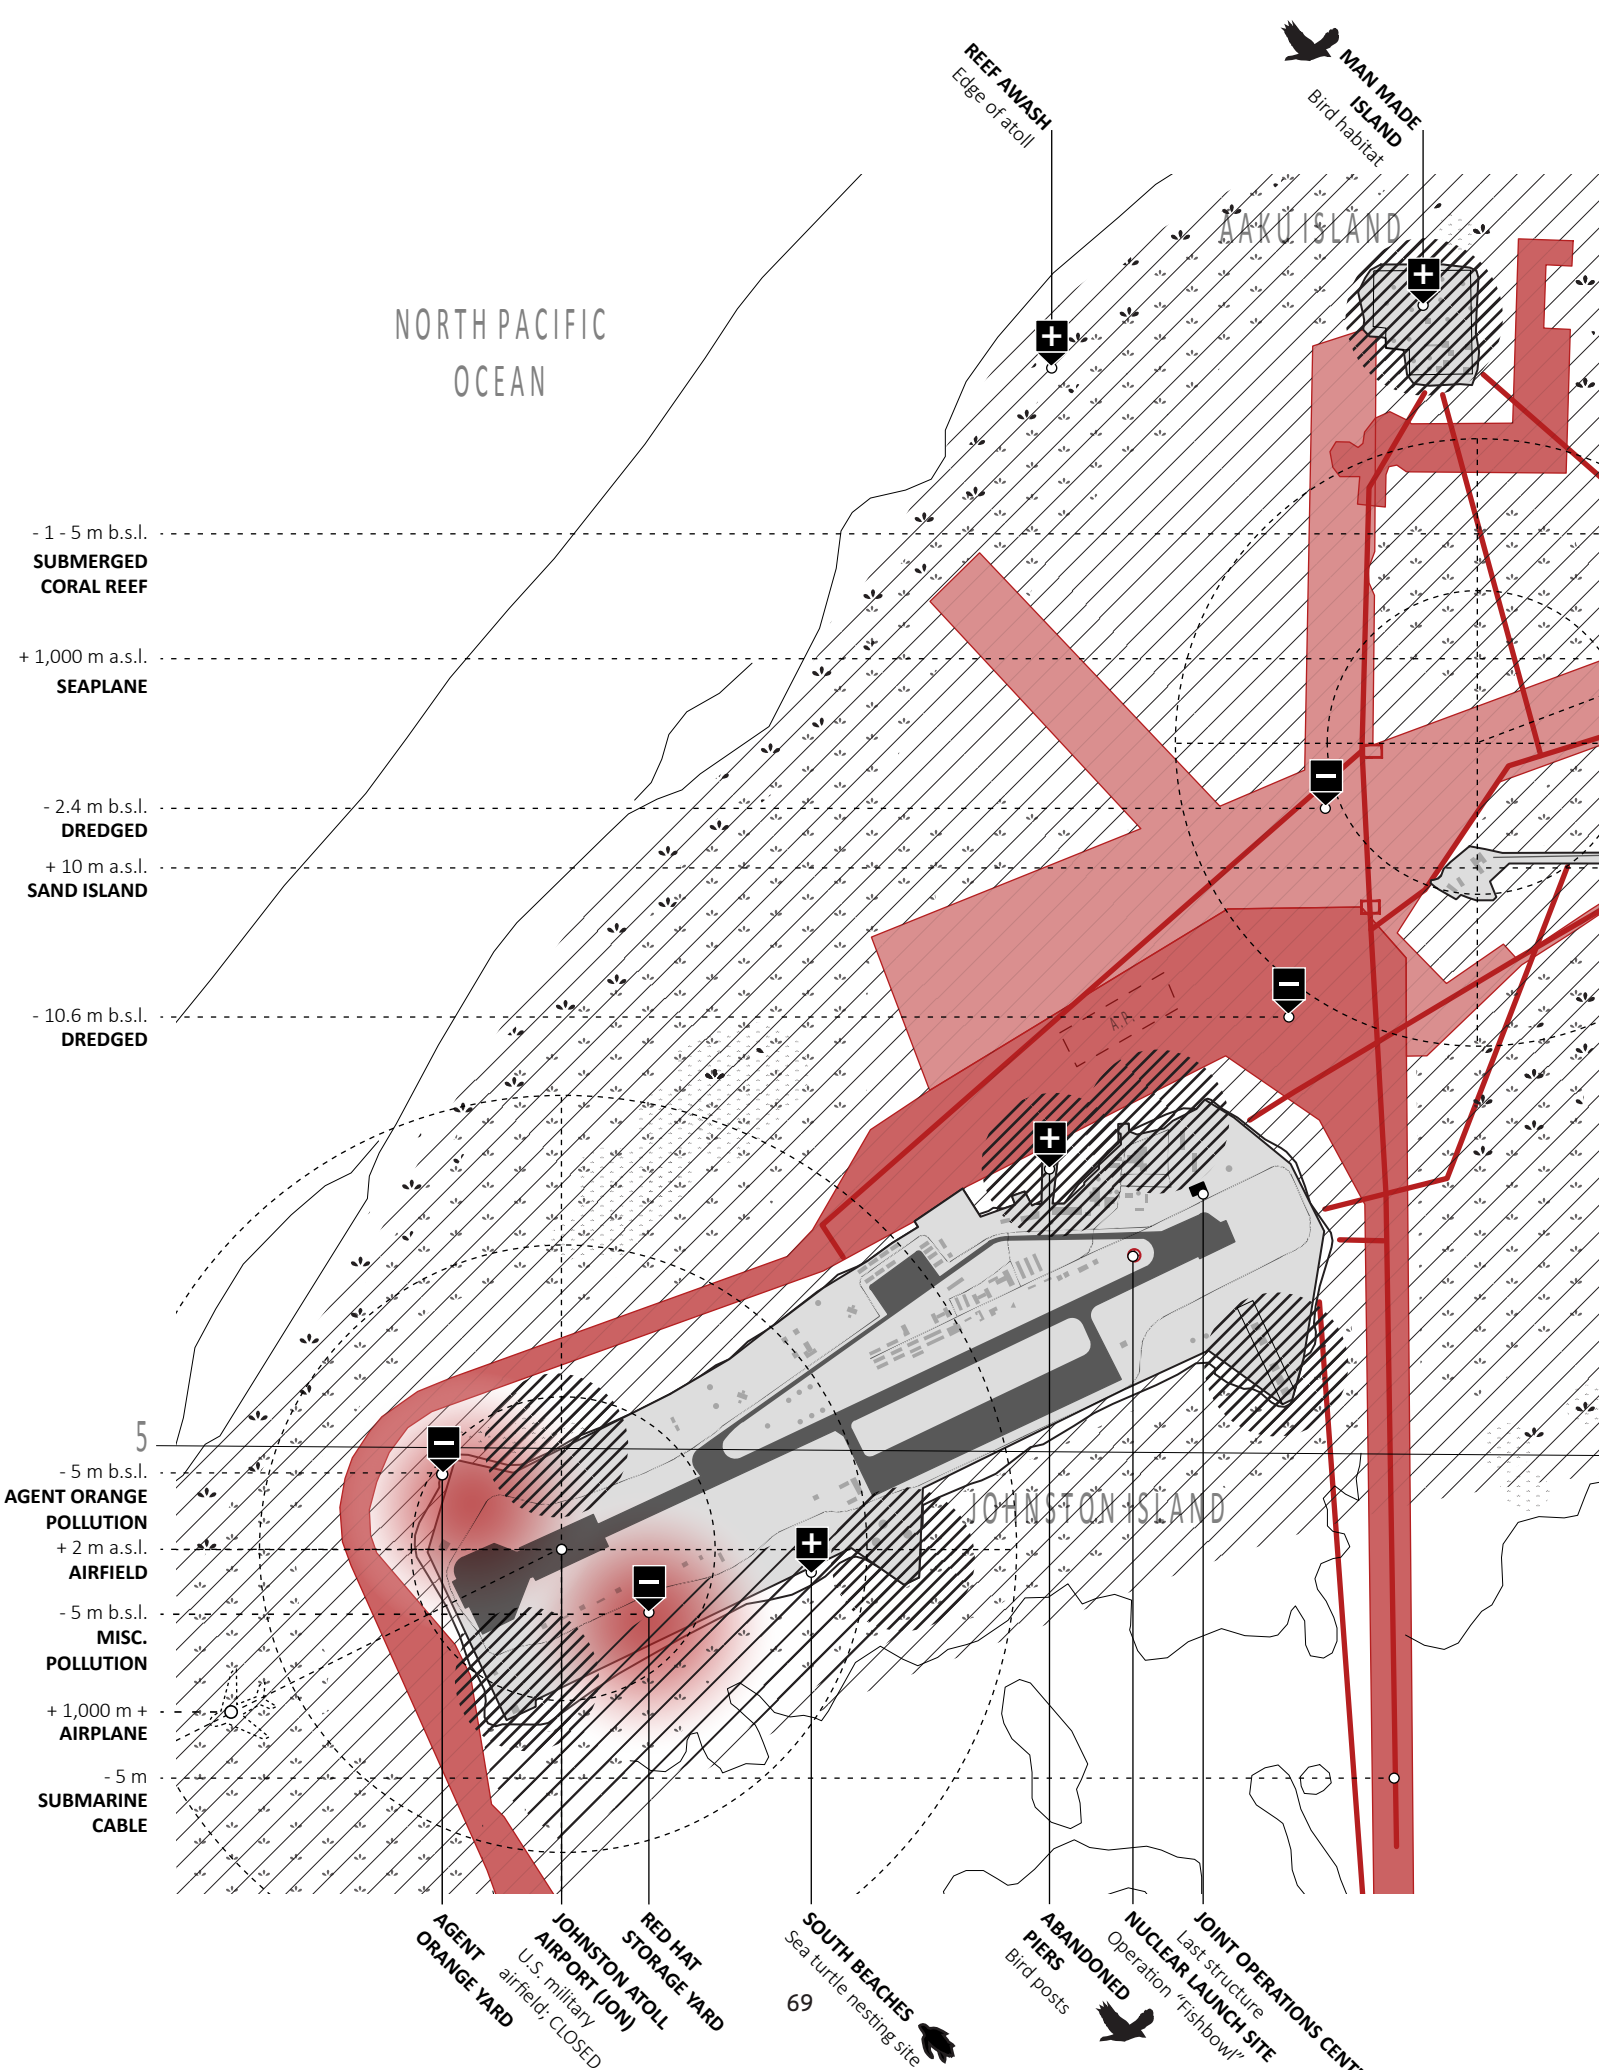 REEF AWASH
Edge of atoll
MAN MADE
ISLAND
Bird habitat
AAKU ISLAND
NORTH PACIFIC
OCEAN
- 1 - 5 m b.s.l.
SUBMERGED
CORAL REEF
+ 1,000 m a.s.l.
SEAPLANE
- 2.4 m b.s.l.
DREDGED
+ 10 m a.s.l.
SAND ISLAND
- 10.6 m b.s.l.
DREDGED
A.P.
5
- 5 m b.s.l.
AGENT ORANGE
POLLUTION
+ 2 m a.s.l.
AIRFIELD
- 5 m b.s.l.
MISC.
POLLUTION
+ 1,000 m +
AIRPLANE
- 5 m
SUBMARINE
CABLE
JOHNSTON ISLAND
AGENT
ORANGE YARD
JOHNSTON ATOLL
AIRPORT (JON)
U.S. military
airfield; CLOSED
RED HAT
STORAGE YARD
SOUTH BEACHES
Sea turtle nesting site
ABANDONED
PIERS
Bird posts
NUCLEAR LAUNCH SITE
Operation “Fishbowl”
JOINT OPERATIONS CENT
Last structure
69